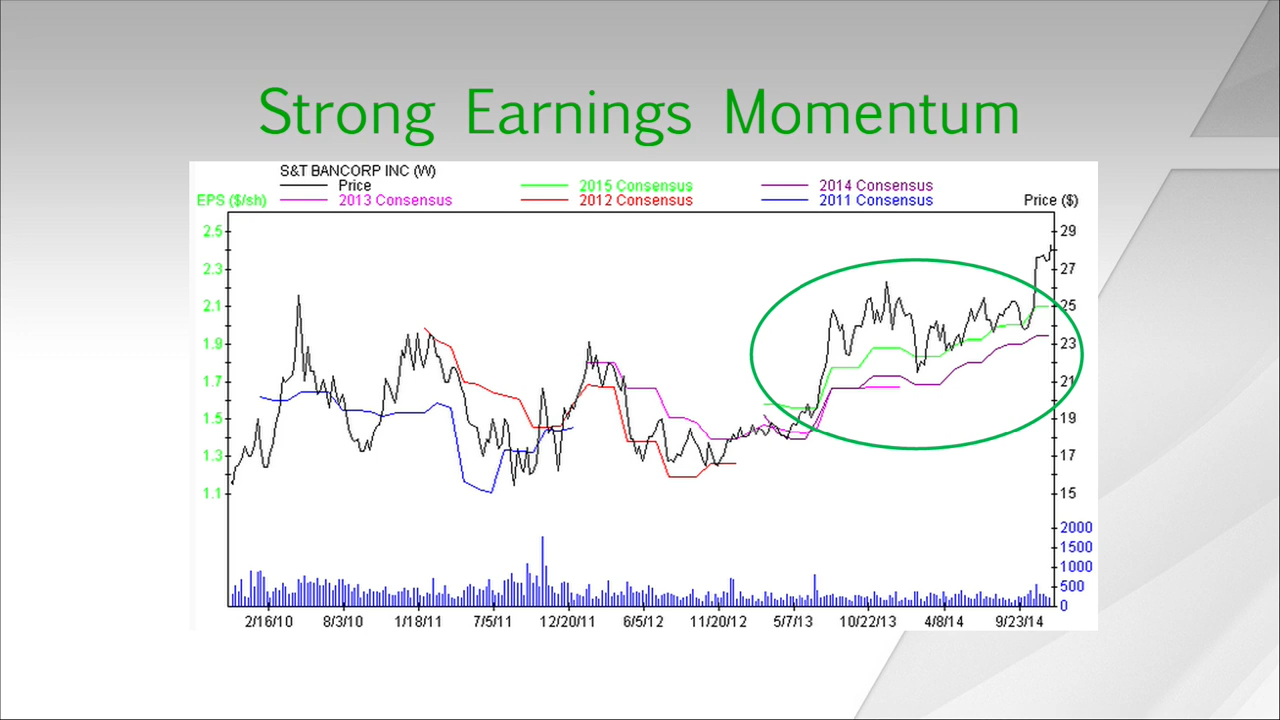 Strong Earnings Momentum
S&T BANCORP INC (W)
Price 2015 Consensus 2014 Consensus
EPS ($/sh) 2013 Consensus 2012 Consensus 2011 Consensus Price ($)
2.5 29
2.3 27
2.1 25
1.9 23
1.7 21
1.5 19
1.3 17
1.1 15
2000
1500
1000
500
0
2/16/10 8/3/10 1/18/11 7/5/11 12/20/11 6/5/12 11/20/12 5/7/13 10/22/13 4/8/14 9/23/14